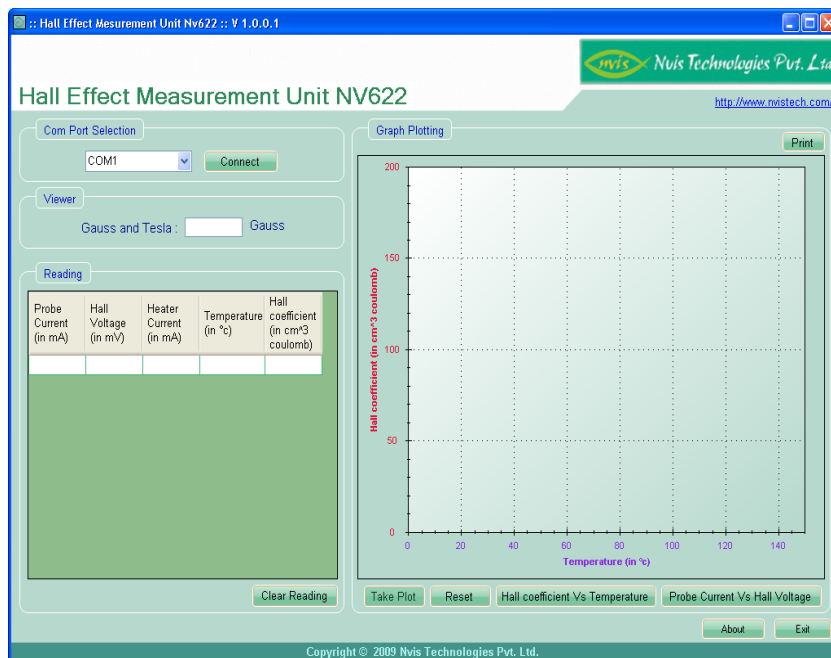 :: Hall Effect Mesurement Unit Nv622 :: V 1.0.0.1
nvis Nvis Technologies Pvt. Ltd
Hall Effect Measurement Unit NV622
http://www.nvistech.com/
Com Port Selection
COM1
Connect
Viewer
Gauss and Tesla :
Gauss
Reading
Probe
Current
(in mA)
Hall
Voltage
(in mV)
Heater
Current
(in mA)
Temperature
(in °c)
Hall
coefficient
(in cm^3
coulomb)
Clear Reading
Graph Plotting
Print
200
150
100
50
0
Hall coefficient (in cm^3 coulomb)
0 20 40 60 80 100 120 140
Temperature (in °c)
Take Plot
Reset
Hall coefficient Vs Temperature
Probe Current Vs Hall Voltage
About
Exit
Copyright © 2009 Nvis Technologies Pvt. Ltd.